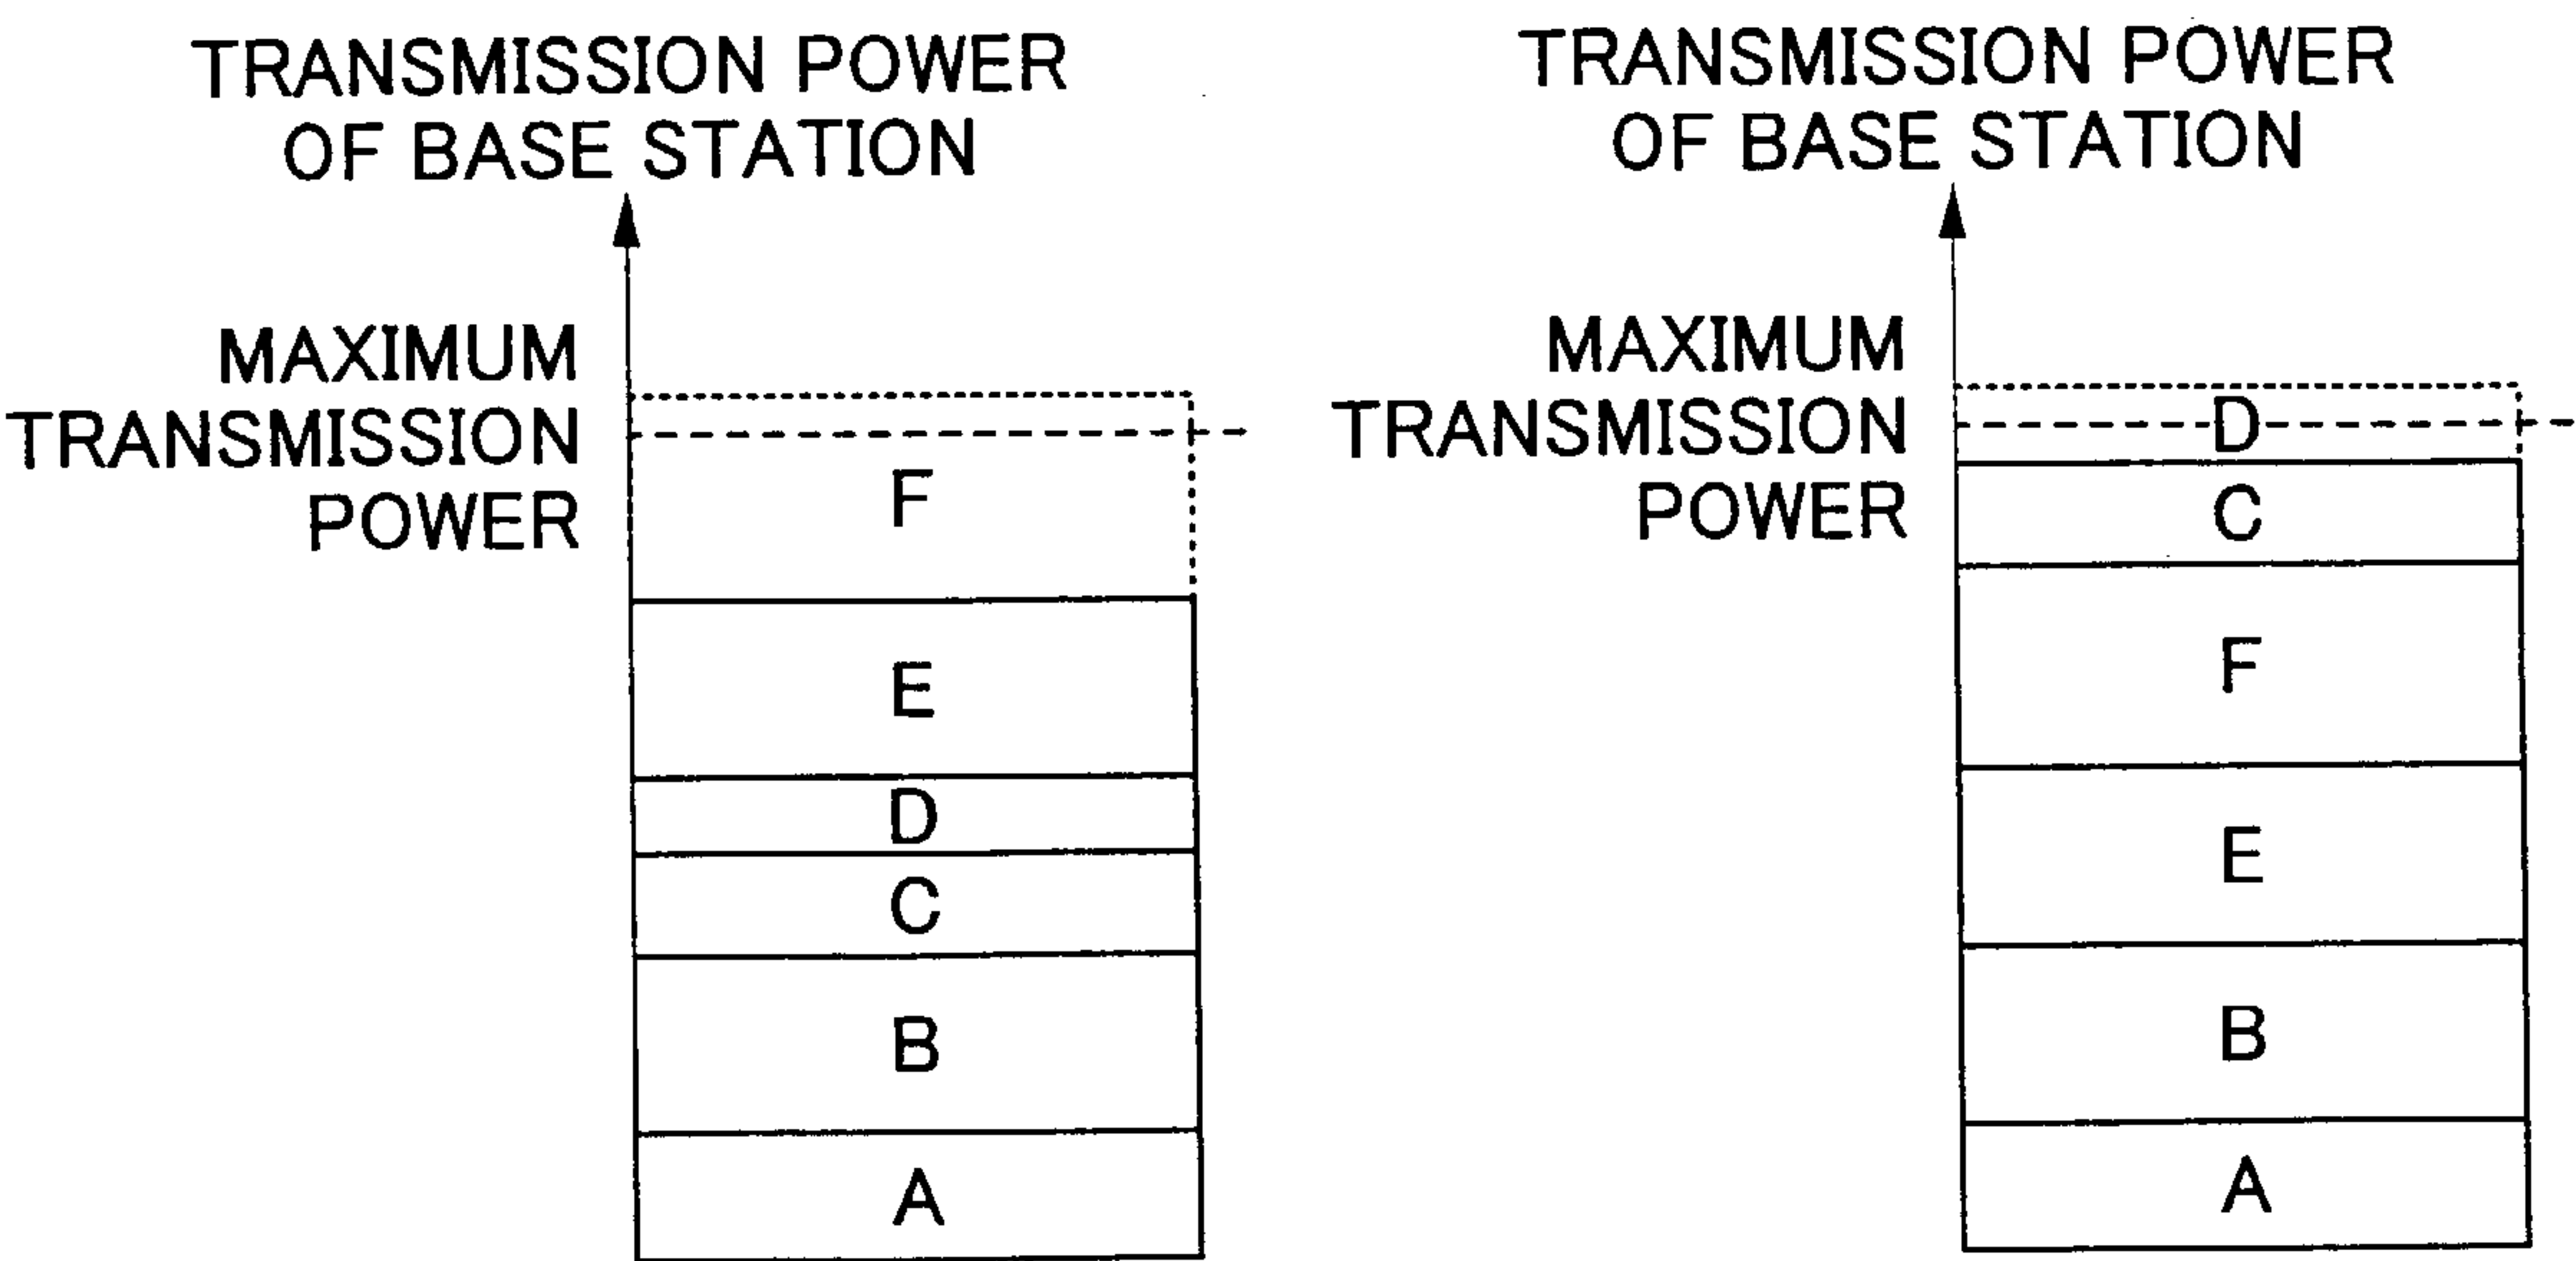 TRANSMISSION POWER
OF BASE STATION
MAXIMUM
TRANSMISSION
POWER
F
E
D
C
B
A
TRANSMISSION POWER
OF BASE STATION
MAXIMUM
TRANSMISSION
POWER
D
C
F
E
B
A